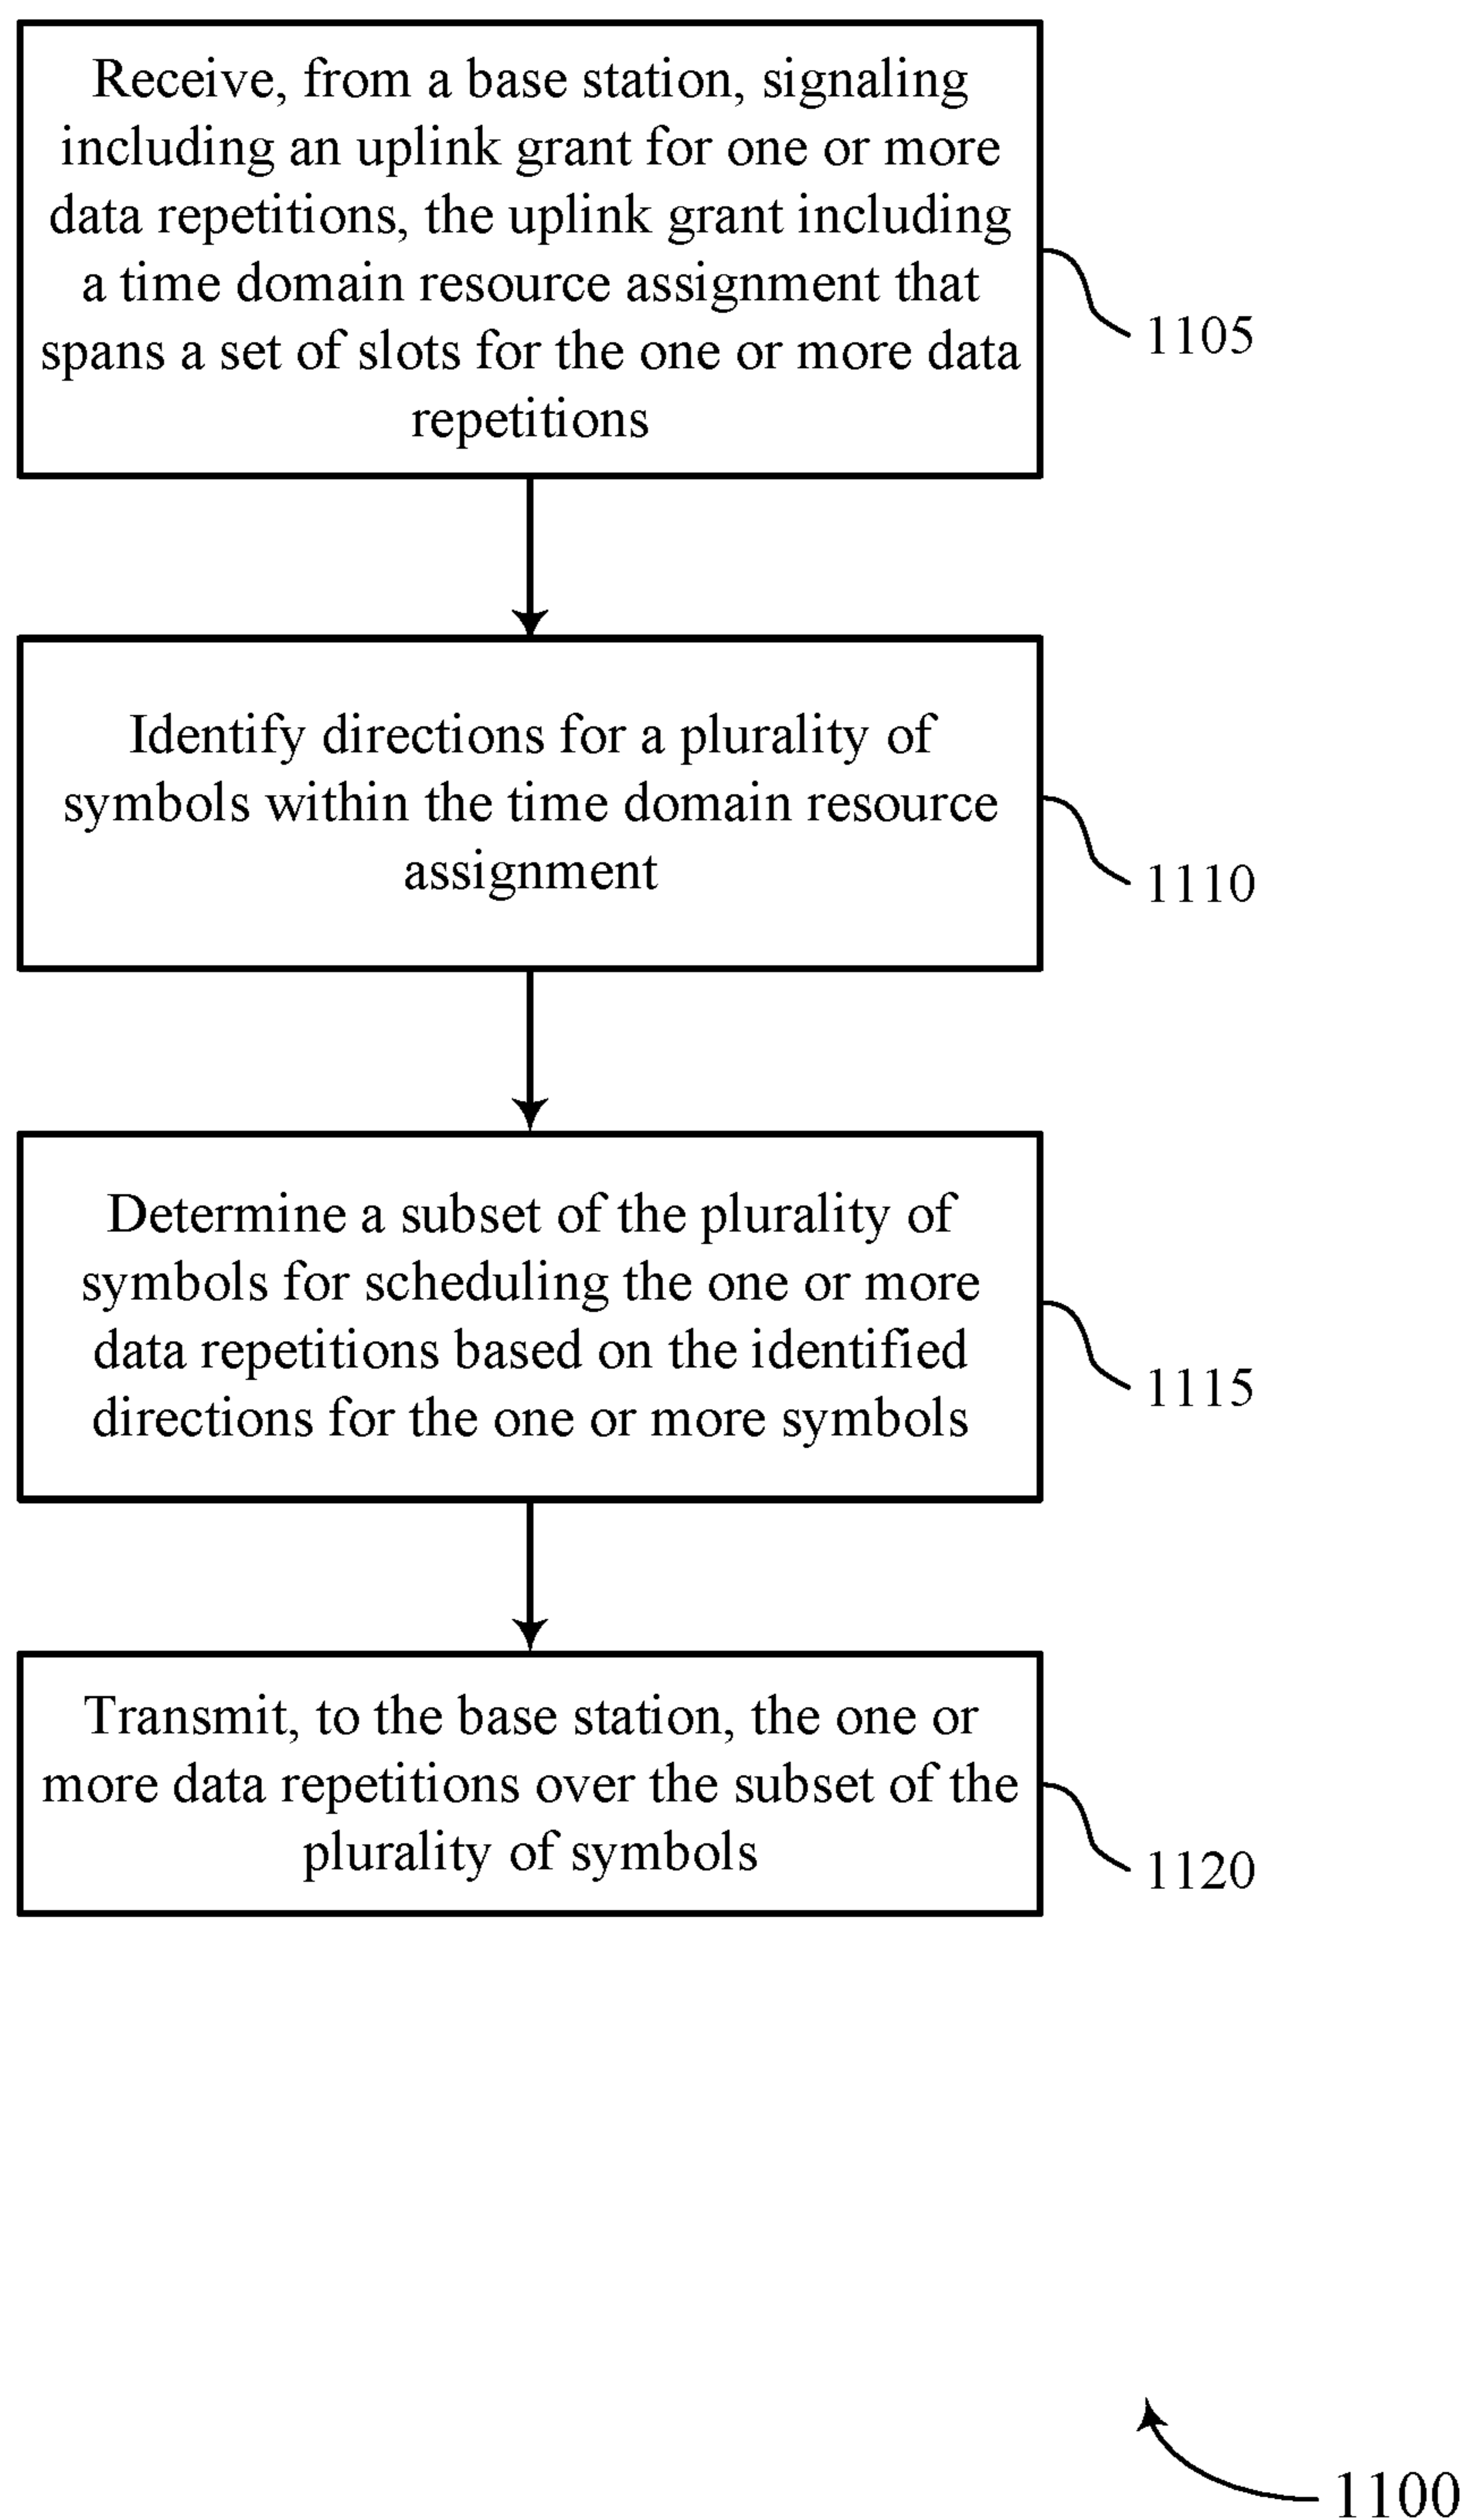 Receive, from a base station, signaling
including an uplink grant for one or more
data repetitions, the uplink grant including
a time domain resource assignment that
spans a set of slots for the one or more data
repetitions
1105
Identify directions for a plurality of
symbols within the time domain resource
assignment
1110
Determine a subset of the plurality of
symbols for scheduling the one or more
data repetitions based on the identified
directions for the one or more symbols
1115
Transmit, to the base station, the one or
more data repetitions over the subset of the
plurality of symbols
1120
1100